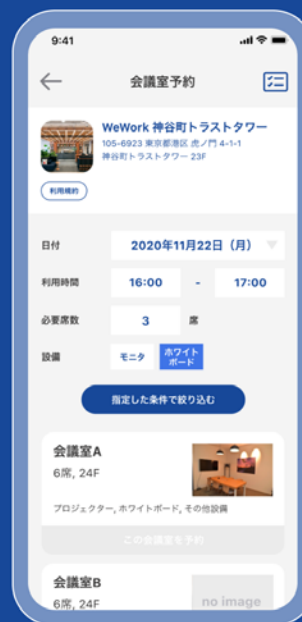 9:41
会議室予約
WeWork 神谷町トラストタワー
105-6923 東京都港区 虎ノ門 4-1-1
神谷町トラストタワー 23F
利用規約
日付 2020年11月22日（月）
利用時間 16:00 - 17:00
必要席数 3 席
設備 モニタ ホワイト
ボード
指定した条件で絞り込む
会議室A
6席, 24F
プロジェクター, ホワイトボード, その他設備
この会議室を予約
会議室B
6席, 24F
no image